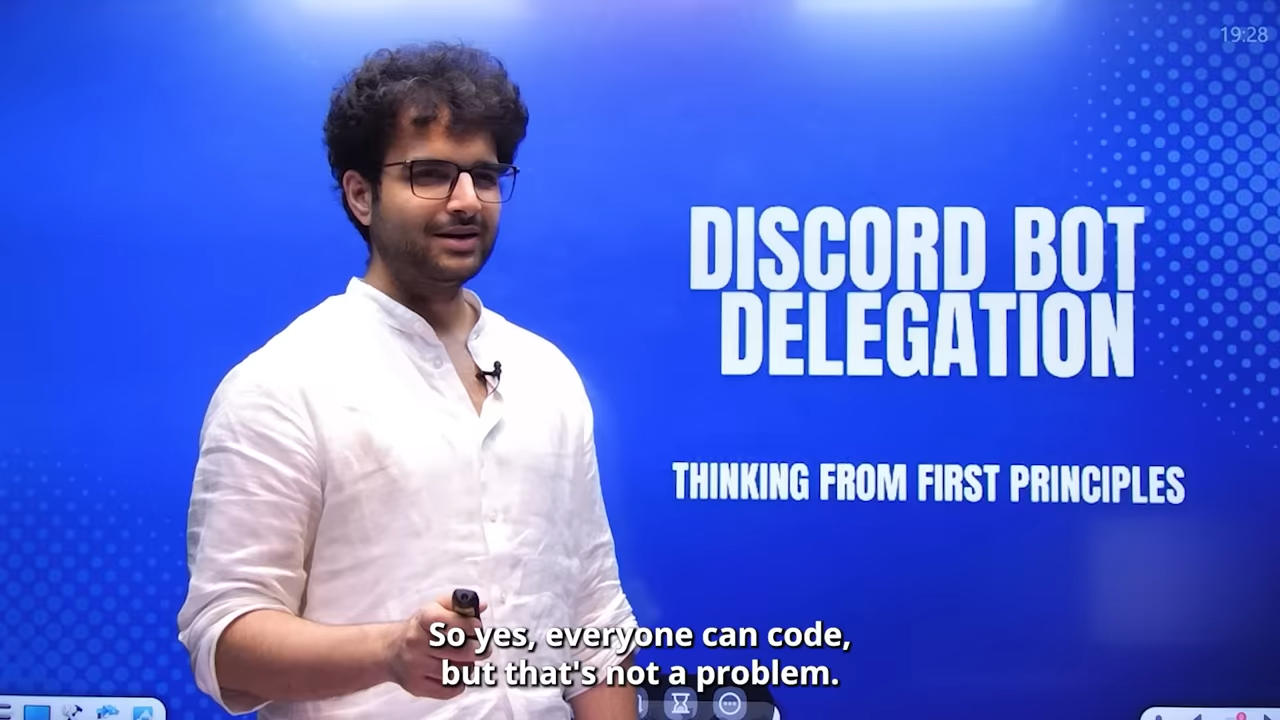 19:28
DISCORD BOT
DELEGATION
THINKING FROM FIRST PRINCIPLES
So yes, everyone can code,
but that's not a problem.